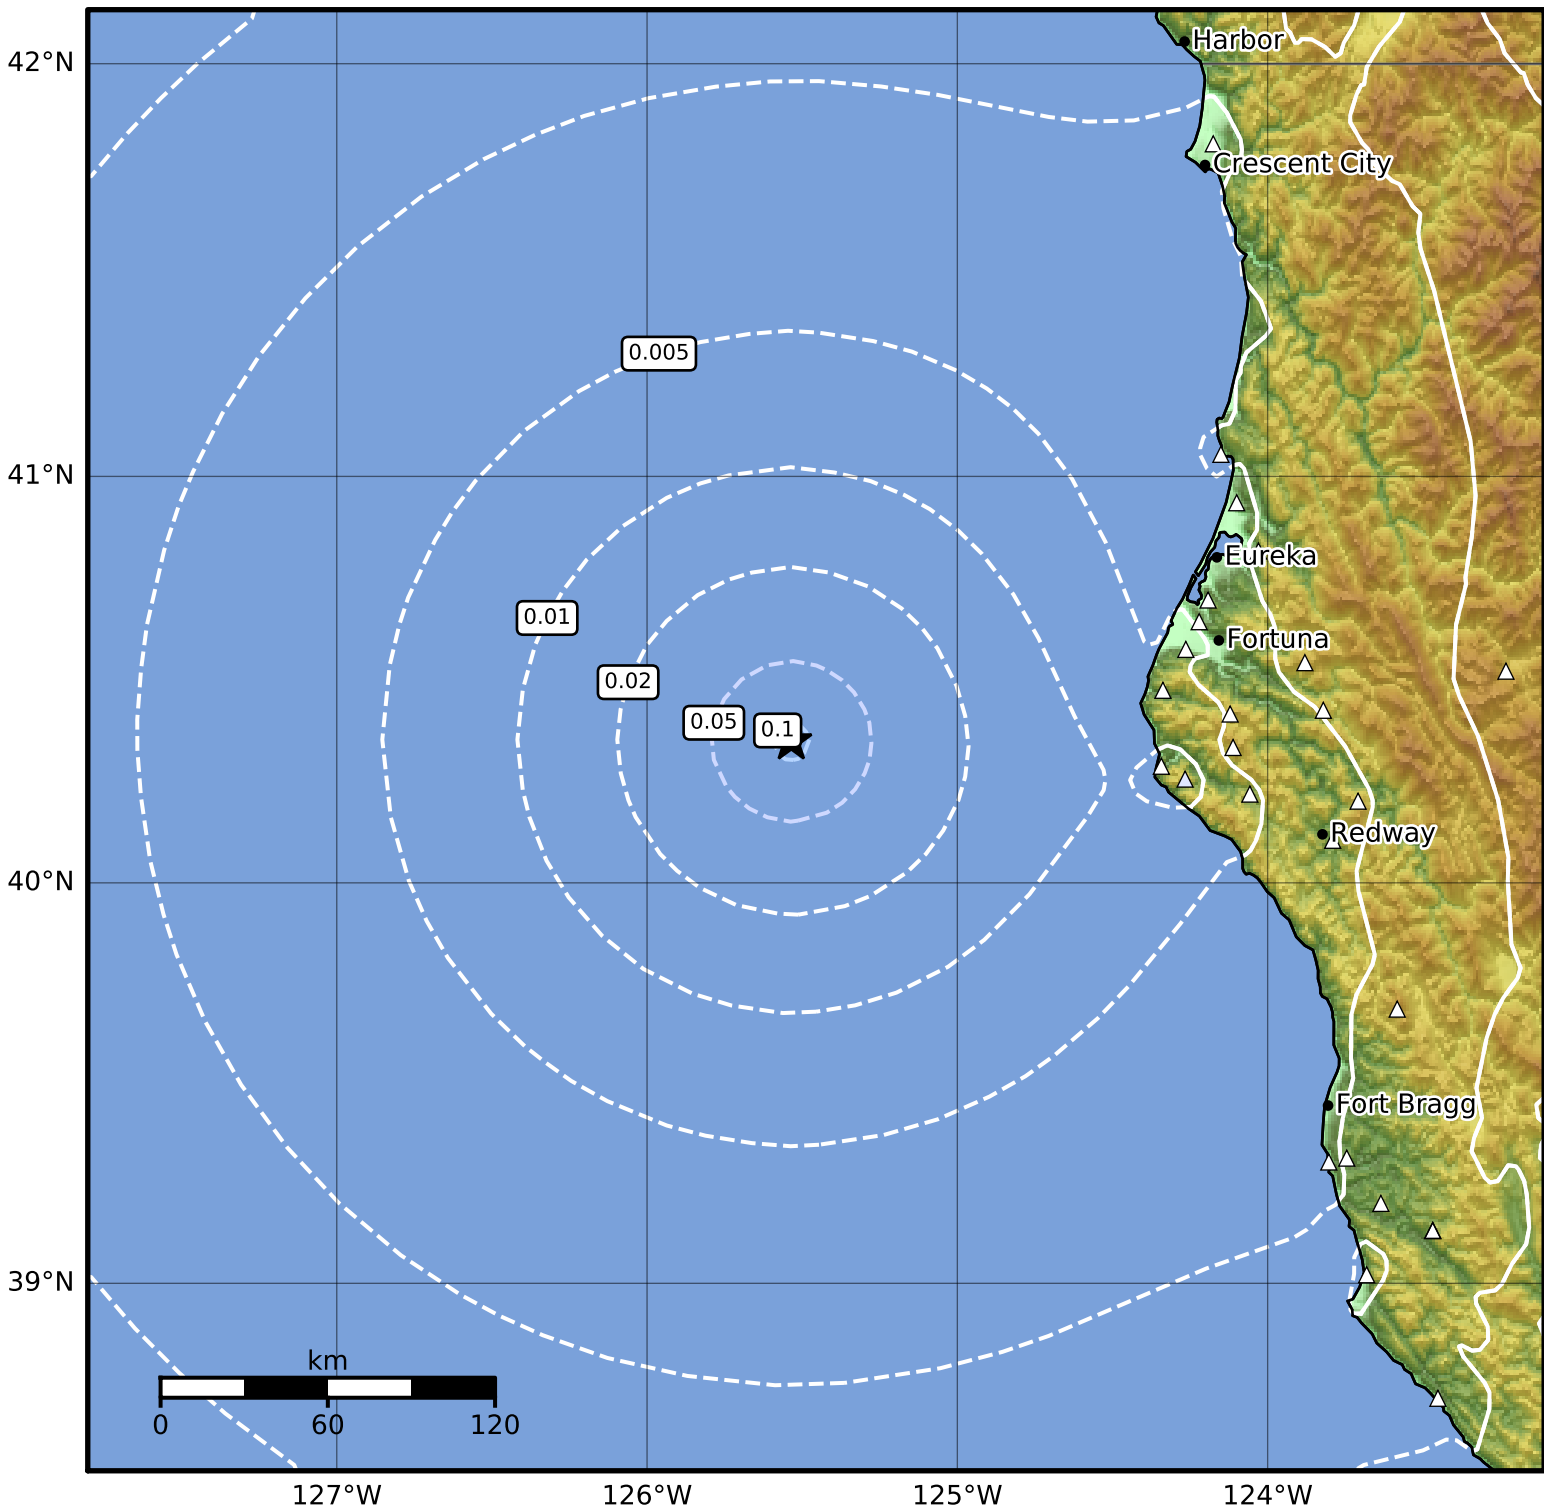 Harbor
42°N
Crescent City
0.005
41°N
Eureka
0.01
Fortuna
0.02
0.05
0.1
Redway
40°N
Fort Bragg
39°N
km
0
60
120
127°W
126°W
125°W
124°W